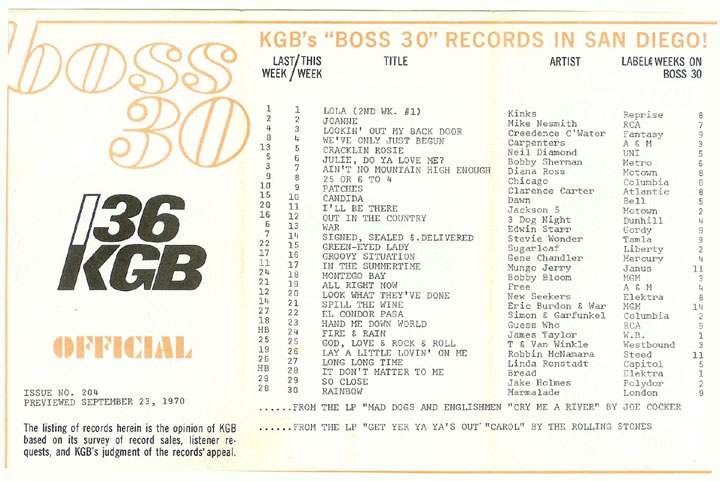 boss
30
136
KGB
OFFICIAL
ISSUE NO. 204
PREVIEWED SEPTEMBER 23, 1970
The listing of records herein is the opinion of KGB
based on its survey of record sales, listener re-
quests, and KGB's judgment of the records' appeal.
KGB's "BOSS 30" RECORDS IN SAN DIEGO!
LAST/THIS TITLE ARTIST LABEL & WEEKS ON
WEEK/WEEK BOSS 30
1 1 LOLA (2ND WK. #1) Kinks Reprise 8
2 2 JOANNE Mike Nesmith RCA 7
4 3 LOOKIN' OUT MY BACK DOOR Creedence C'Water Fantasy 9
8 4 WE'VE ONLY JUST BEGUN Carpenters A & M 3
13 5 CRACKLIN ROSIE Neil Diamond UNI 5
5 6 JULIE, DO YA LOVE ME? Bobby Sherman Metro 6
3 7 AIN'T NO MOUNTAIN HIGH ENOUGH Diana Ross Motown 8
9 8 25 OR 6 TO 4 Chicago Columbia 6
10 9 PATCHES Clarence Carter Atlantic 8
15 10 CANDIDA Dawn Bell 5
20 11 I'LL BE THERE Jackson 5 Motown 2
16 12 OUT IN THE COUNTRY 3 Dog Night Dunhill 4
6 13 WAR Edwin Starr Gordy 9
7 14 SIGNED, SEALED & DELIVERED Stevie Wonder Tamla 9
22 15 GREEN-EYED LADY Sugarloaf Liberty 2
17 16 GROOVY SITUATION Gene Chandler Mercury 4
11 17 IN THE SUMMERTIME Mungo Jerry Janus 11
24 18 MONTEGO BAY Bobby Bloom MGM 3
21 19 ALL RIGHT NOW Free A & M 4
12 20 LOOK WHAT THEY'VE DONE New Seekers Elektra 8
14 21 SPILL THE WINE Eric Burdon & War MGM 14
27 22 EL CONDOR PASA Simon & Garfunkel Columbia 2
18 23 HAND ME DOWN WORLD Guess Who RCA 9
HB 24 FIRE & RAIN James Taylor W.B. 1
25 25 GOD, LOVE & ROCK & ROLL T & Van Winkle Westbound 3
19 26 LAY A LITTLE LOVIN' ON ME Robbin McNamara Steed 11
26 27 LONG LONG TIME Linda Ronstadt Capitol 5
HB 28 IT DON'T MATTER TO ME Bread Elektra 1
29 29 SO CLOSE Jake Holmes Polydor 2
28 30 RAINBOW Marmalade London 9
......FROM THE LP "MAD DOGS AND ENGLISHMEN "CRY ME A RIVER" BY JOE COCKER
......FROM THE LP "GET YER YA YA'S OUT" "CAROL" BY THE ROLLING STONES